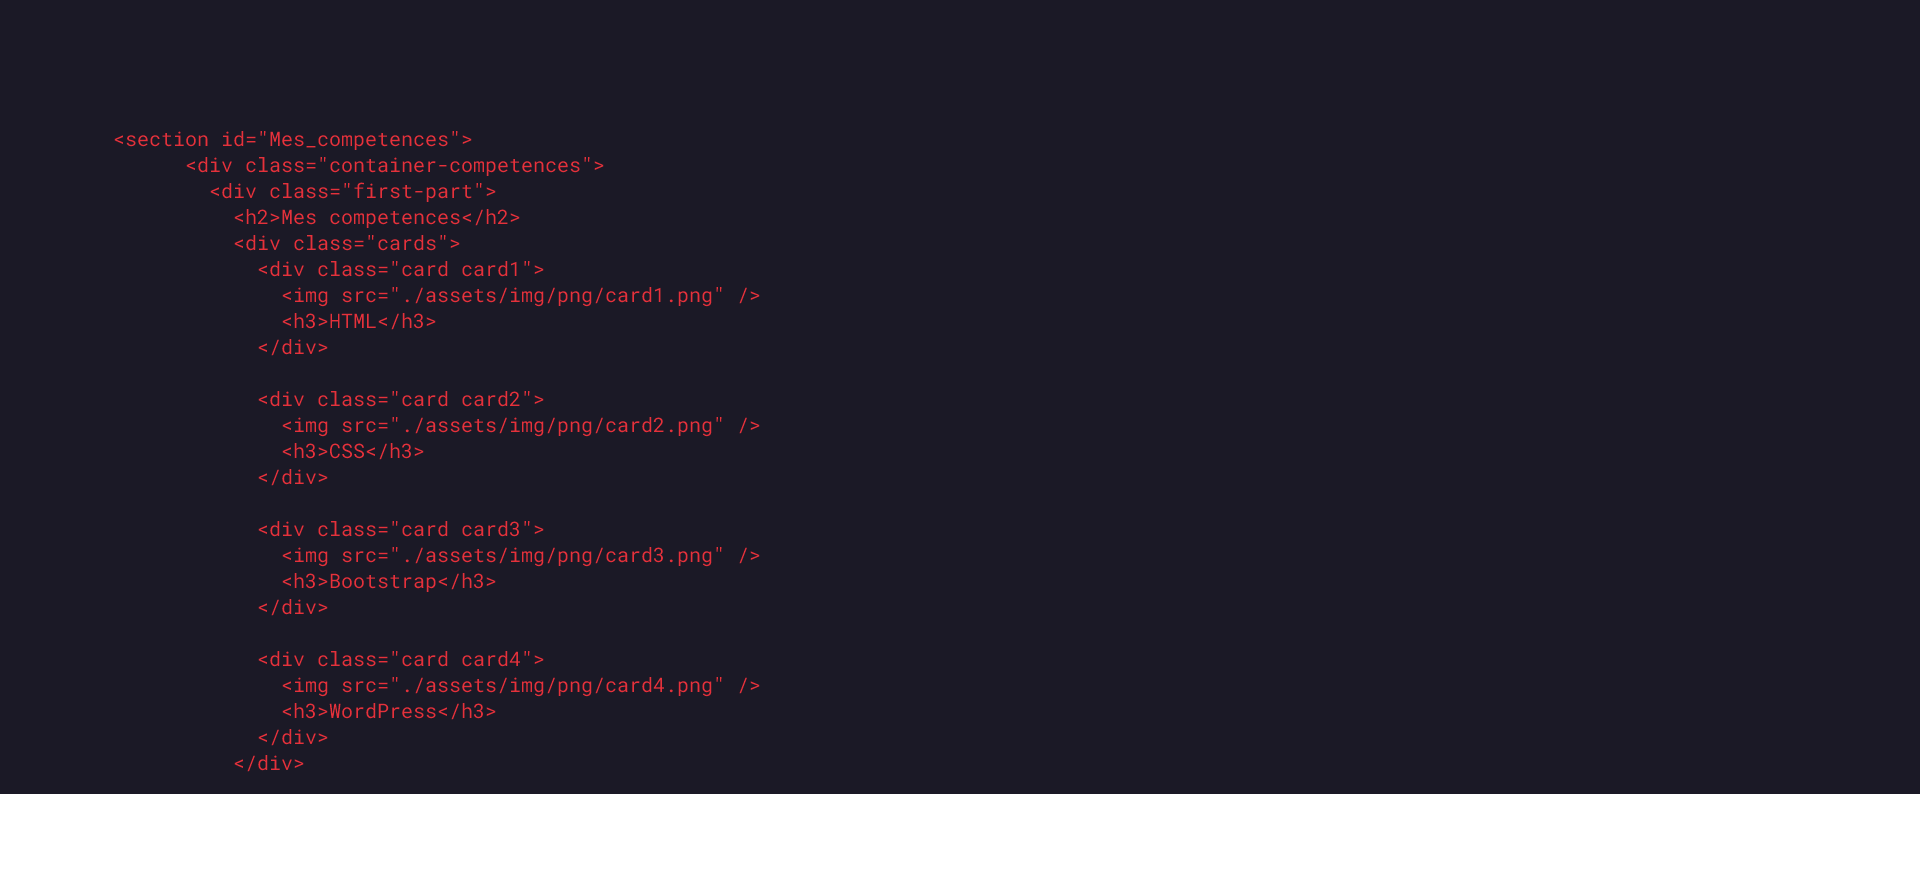 <section id="Mes_competences">
<div class="container-competences">
<div class="first-part">
<h2>Mes competences</h2>
<div class="cards">
<div class="card card1">
<img src="./assets/img/png/card1.png" />
<h3>HTML</h3>
</div>
<div class="card card2">
<img src="./assets/img/png/card2.png" />
<h3>CSS</h3>
</div>
<div class="card card3">
<img src="./assets/img/png/card3.png" />
<h3>Bootstrap</h3>
</div>
<div class="card card4">
<img src="./assets/img/png/card4.png" />
<h3>WordPress</h3>
</div>
</div>